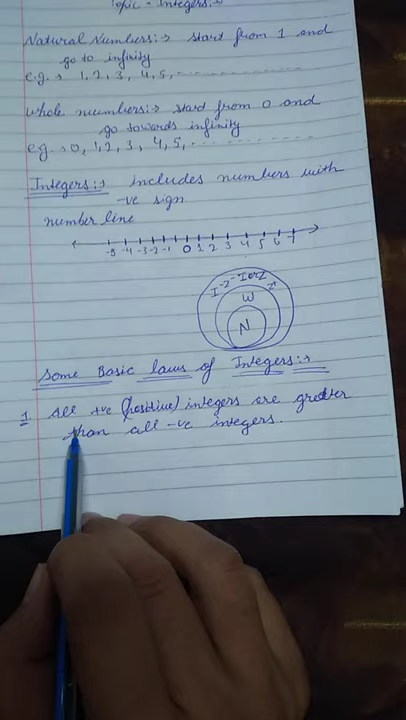 Topic - Integers :→
Natural Numbers :→ start from 1 and
go to infinity
e.g. → 1, 2, 3, 4, 5, - - - - - - - - - -
Whole numbers :→ start from 0 and
go towards infinity
e.g. → 0, 1, 2, 3, 4, 5, - - - - - - - - - -
Integers :→ includes numbers with
-ve sign
number line
-4 -3 -2 -1 0 1 2 3 4 5 6 7
W
N
Some Basic laws of Integers :→
1. All +ve (positive) integers are greater
than all -ve integers.